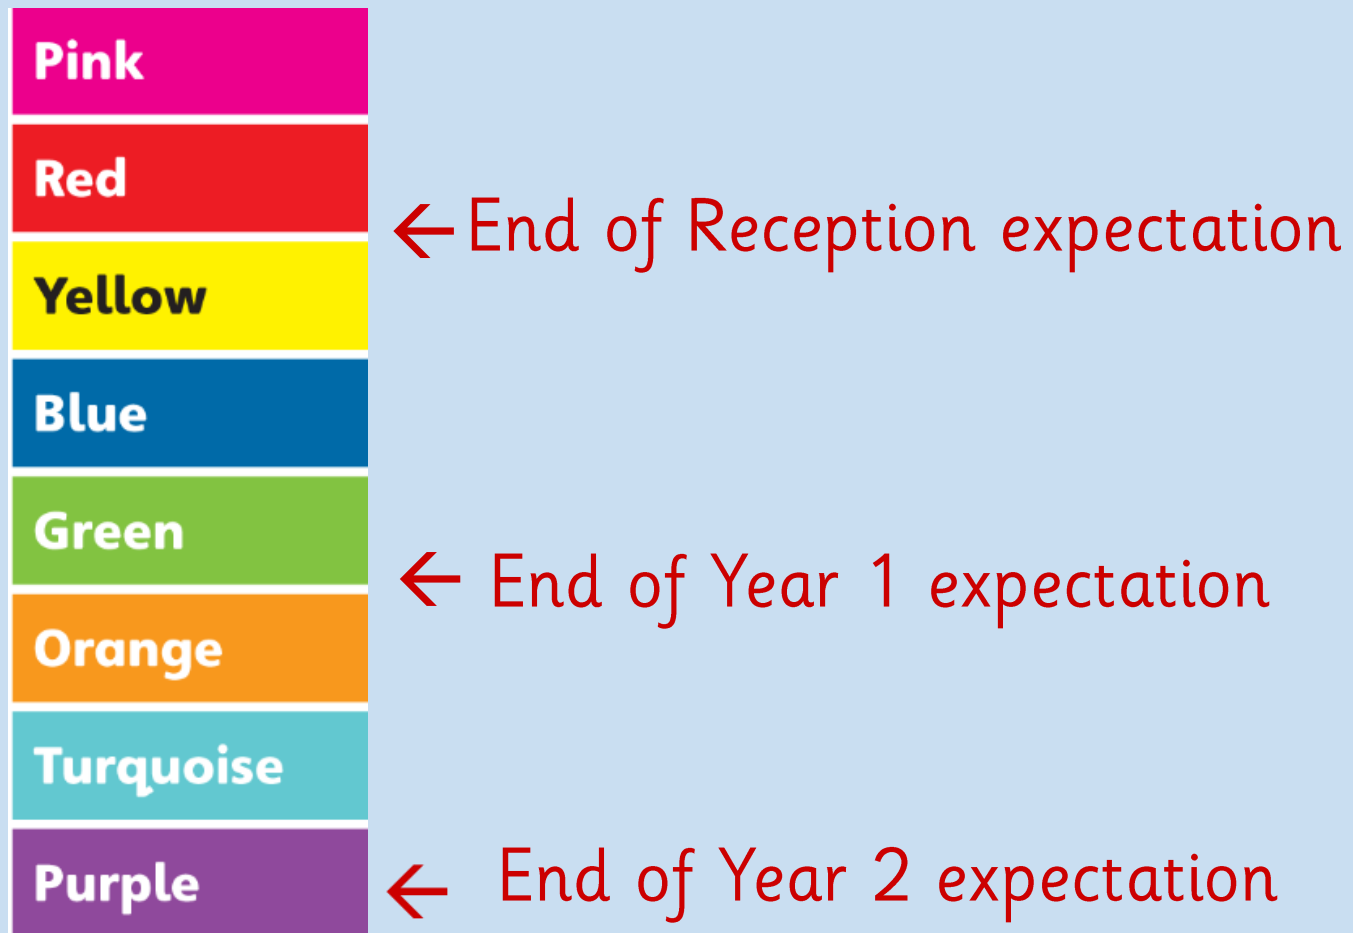 Pink
Red
← End of Reception expectation
Yellow
Blue
Green
← End of Year 1 expectation
Orange
Turquoise
Purple
← End of Year 2 expectation